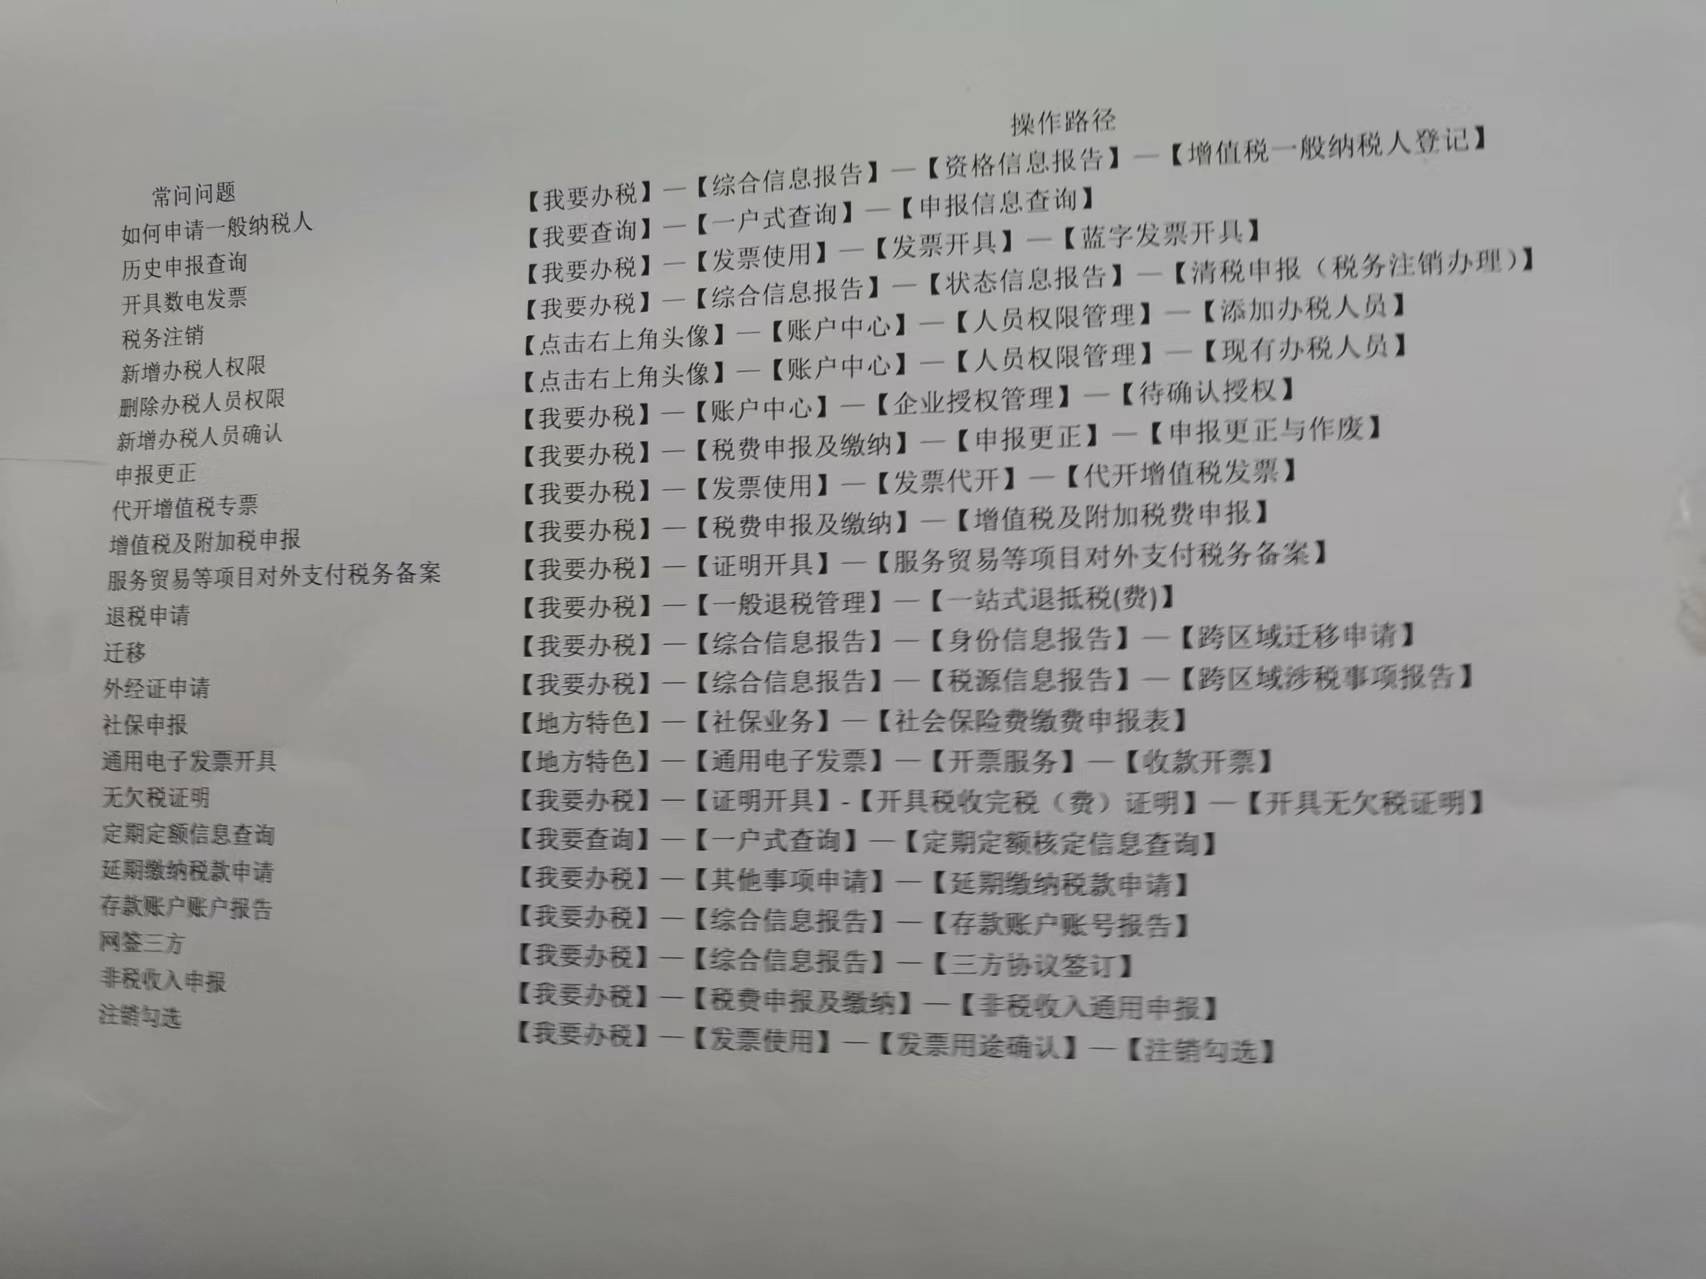 常问问题 操作路径
如何申请一般纳税人 【我要办税】—【综合信息报告】—【资格信息报告】—【增值税一般纳税人登记】
历史申报查询 【我要查询】—【一户式查询】—【申报信息查询】
开具数电发票 【我要办税】—【发票使用】—【发票开具】—【蓝字发票开具】
税务注销 【我要办税】—【综合信息报告】—【状态信息报告】—【清税申报（税务注销办理）】
新增办税人权限 【点击右上角头像】—【账户中心】—【人员权限管理】—【添加办税人员】
删除办税人员权限 【点击右上角头像】—【账户中心】—【人员权限管理】—【现有办税人员】
新增办税人员确认 【我要办税】—【账户中心】—【企业授权管理】—【待确认授权】
申报更正 【我要办税】—【税费申报及缴纳】—【申报更正】—【申报更正与作废】
代开增值税专票 【我要办税】—【发票使用】—【发票代开】—【代开增值税发票】
增值税及附加税申报 【我要办税】—【税费申报及缴纳】—【增值税及附加税费申报】
服务贸易等项目对外支付税务备案 【我要办税】—【证明开具】—【服务贸易等项目对外支付税务备案】
退税申请 【我要办税】—【一般退税管理】—【一站式退抵税(费)】
迁移 【我要办税】—【综合信息报告】—【身份信息报告】—【跨区域迁移申请】
外经证申请 【我要办税】—【综合信息报告】—【税源信息报告】—【跨区域涉税事项报告】
社保申报 【地方特色】—【社保业务】—【社会保险费缴费申报表】
通用电子发票开具 【地方特色】—【通用电子发票】—【开票服务】—【收款开票】
无欠税证明 【我要办税】—【证明开具】-【开具税收完税（费）证明】—【开具无欠税证明】
定期定额信息查询 【我要查询】—【一户式查询】—【定期定额核定信息查询】
延期缴纳税款申请 【我要办税】—【其他事项申请】—【延期缴纳税款申请】
存款账户账户报告 【我要办税】—【综合信息报告】—【存款账户账号报告】
网签三方 【我要办税】—【综合信息报告】—【三方协议签订】
非税收入申报 【我要办税】—【税费申报及缴纳】—【非税收入通用申报】
注销勾选 【我要办税】—【发票使用】—【发票用途确认】—【注销勾选】